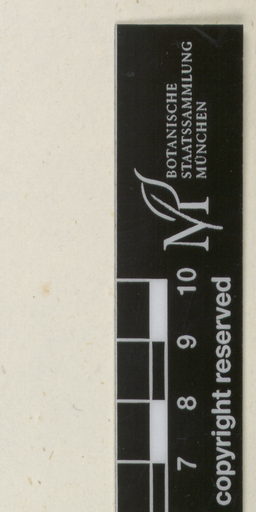 BOTANISCHE
STAATSSAMMLUNG
MÜNCHEN
M
10
9
8
7
copyright reserved